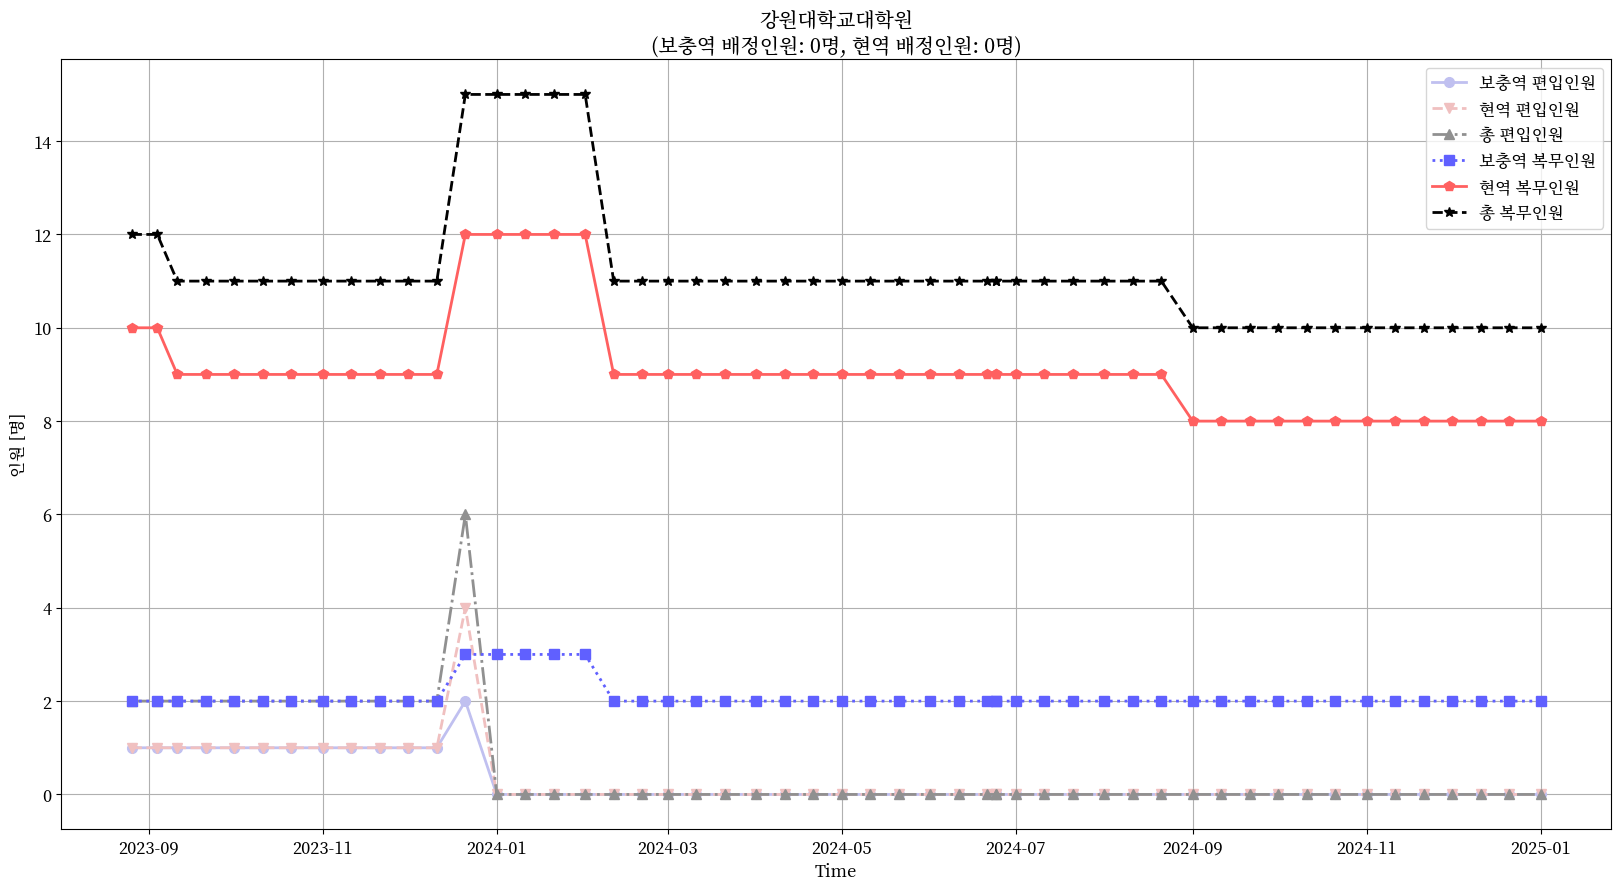 강원대학교대학원
(보충역 배정인원: 0명, 현역 배정인원: 0명)
보충역 편입인원
현역 편입인원
총 편입인원
보충역 복무인원
현역 복무인원
총 복무인원
인원 [명]
14
12
10
8
6
4
2
0
2023-09
2023-11
2024-01
2024-03
2024-05
2024-07
2024-09
2024-11
2025-01
Time